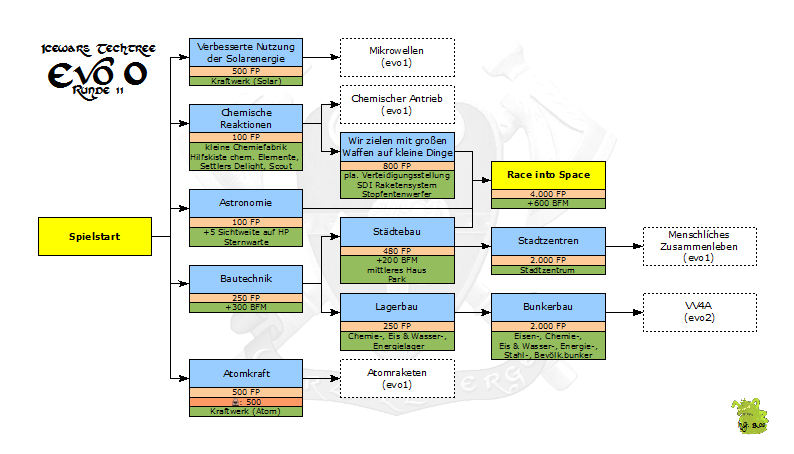 Icewars Techtree
Evo 0
Runde 11
Spielstart
Verbesserte Nutzung
der Solarenergie
500 FP
Kraftwerk (Solar)
Mikrowellen
(evo1)
Chemische
Reaktionen
100 FP
kleine Chemiefabrik
Hilfskiste chem. Elemente,
Settlers Delight, Scout
Chemischer Antrieb
(evo1)
Wir zielen mit großen
Waffen auf kleine Dinge
800 FP
pla. Verteidigungsstellung
SDI Raketensystem
Stopfentenwerfer
Race into Space
4.000 FP
+600 BFM
Astronomie
100 FP
+5 Sichtweite auf HP
Sternwarte
Städtebau
480 FP
+200 BFM
mittleres Haus
Park
Stadtzentren
2.000 FP
Stadtzentrum
Menschliches
Zusammenleben
(evo1)
Bautechnik
250 FP
+300 BFM
Lagerbau
250 FP
Chemie-, Eis & Wasser-,
Energielager
Bunkerbau
2.000 FP
Eisen-, Chemie-,
Eis & Wasser-, Energie-,
Stahl-, Bevölk.bunker
VV4A
(evo2)
Atomkraft
500 FP
: 500
Kraftwerk (Atom)
Atomraketen
(evo1)